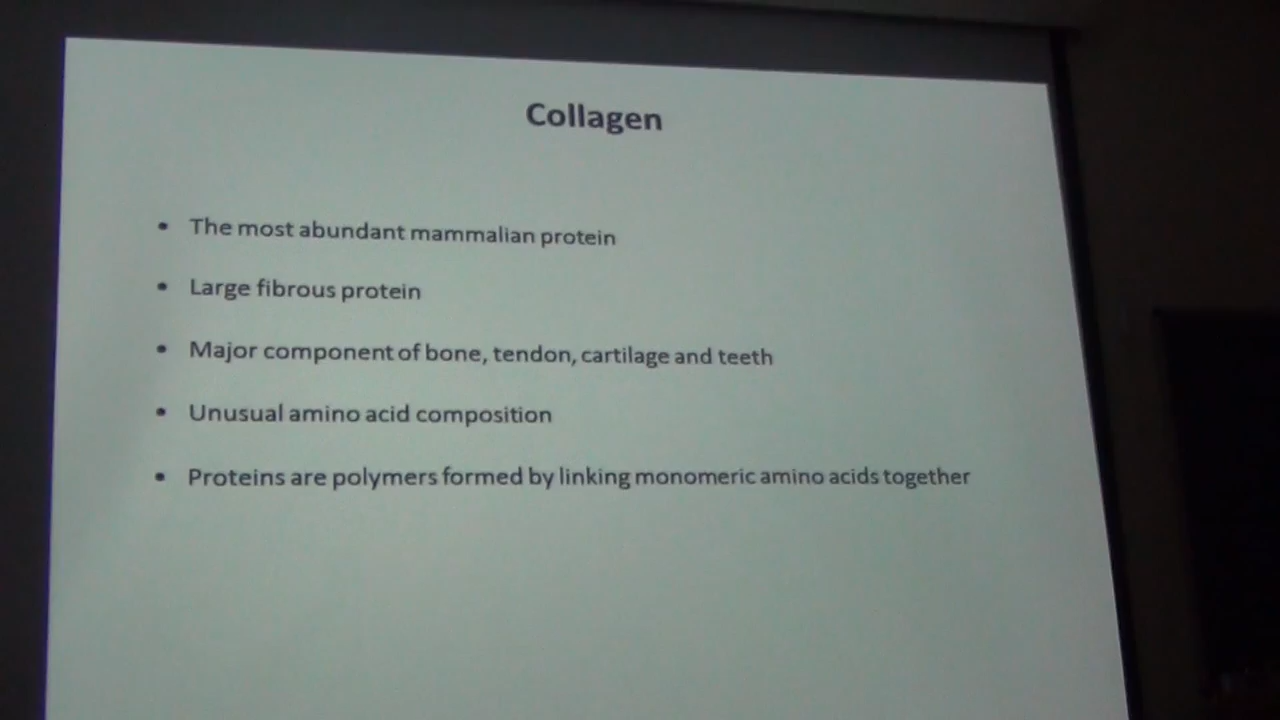 Collagen
• The most abundant mammalian protein
• Large fibrous protein
• Major component of bone, tendon, cartilage and teeth
• Unusual amino acid composition
• Proteins are polymers formed by linking monomeric amino acids together